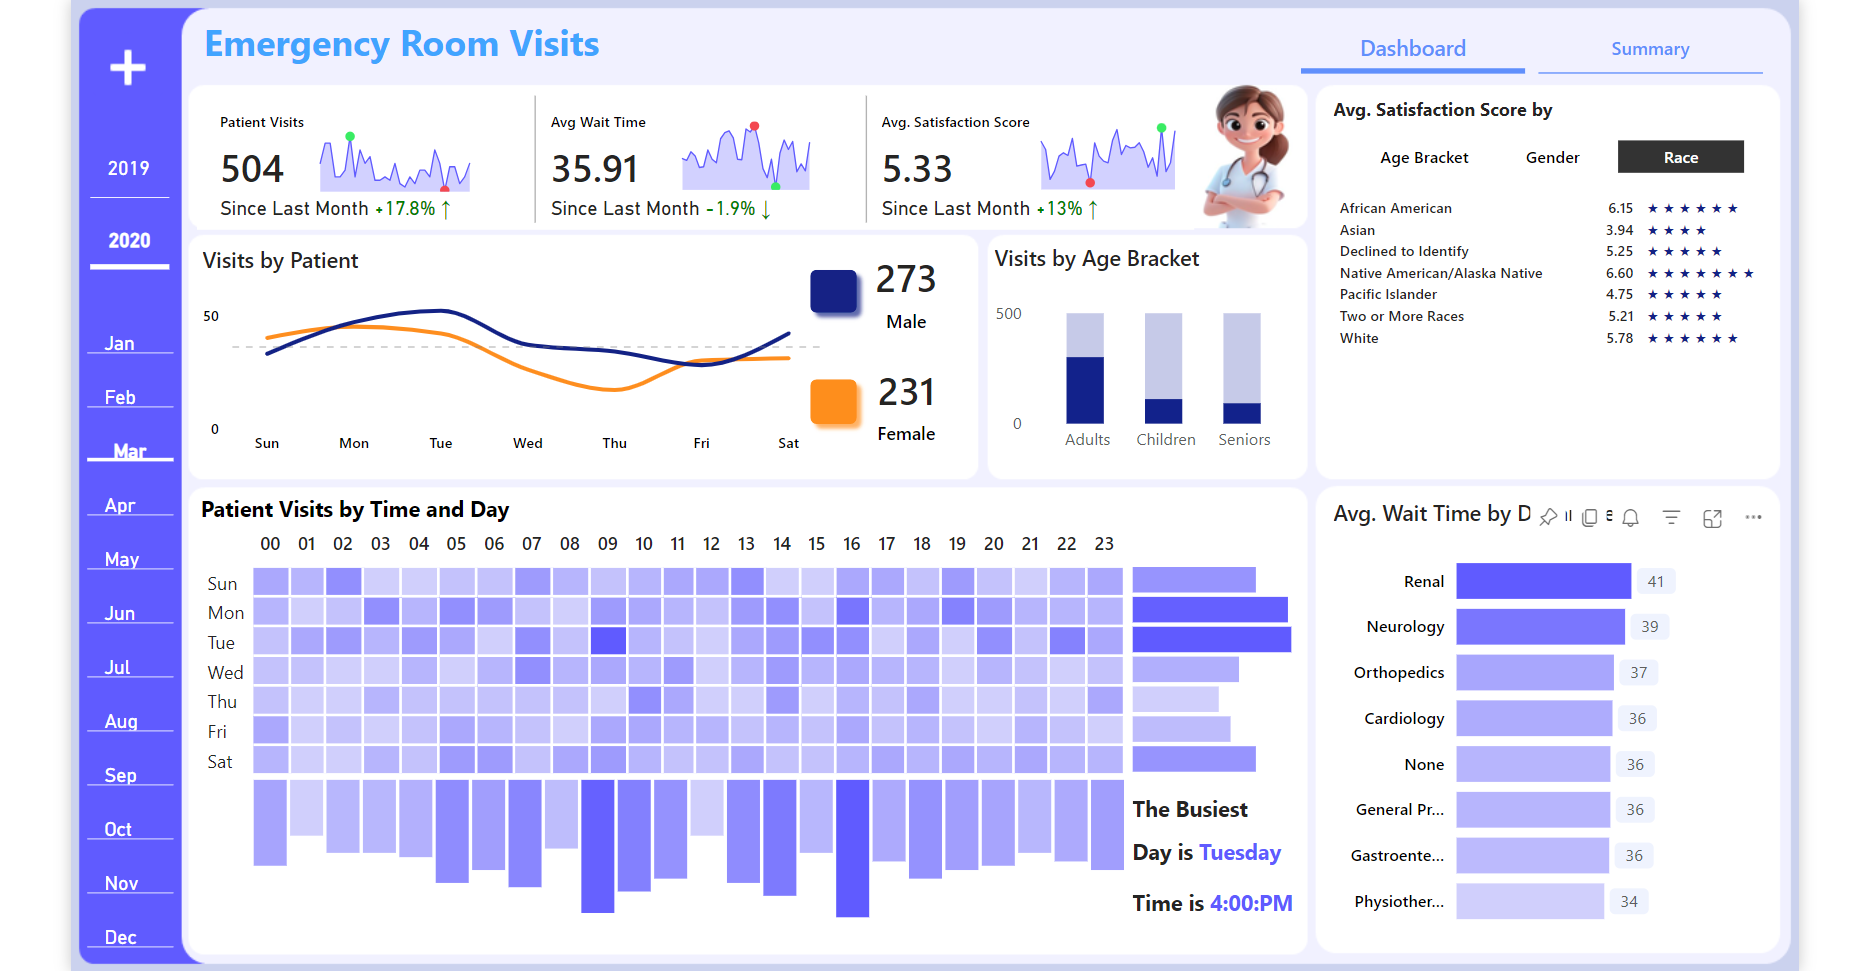 Emergency Room Visits
Dashboard
Summary
2019
2020
Jan
Feb
Mar
Apr
May
Jun
Jul
Aug
Sep
Oct
Nov
Dec
Patient Visits
504
Since Last Month +17.8% ↑
Avg Wait Time
35.91
Since Last Month -1.9% ↓
Avg. Satisfaction Score
5.33
Since Last Month +13% ↑
Avg. Satisfaction Score by
Age Bracket Gender Race
African American 6.15 ★ ★ ★ ★ ★ ★
Asian 3.94 ★ ★ ★ ★
Declined to Identify 5.25 ★ ★ ★ ★ ★
Native American/Alaska Native 6.60 ★ ★ ★ ★ ★ ★ ★
Pacific Islander 4.75 ★ ★ ★ ★ ★
Two or More Races 5.21 ★ ★ ★ ★ ★
White 5.78 ★ ★ ★ ★ ★ ★
Visits by Patient
50
0
Sun Mon Tue Wed Thu Fri Sat
273
Male
231
Female
Visits by Age Bracket
500
0
Adults Children Seniors
Patient Visits by Time and Day
00 01 02 03 04 05 06 07 08 09 10 11 12 13 14 15 16 17 18 19 20 21 22 23
Sun
Mon
Tue
Wed
Thu
Fri
Sat
The Busiest
Day is Tuesday
Time is 4:00:PM
Avg. Wait Time by D
Renal 41
Neurology 39
Orthopedics 37
Cardiology 36
None 36
General Pr... 36
Gastroente... 36
Physiother... 34